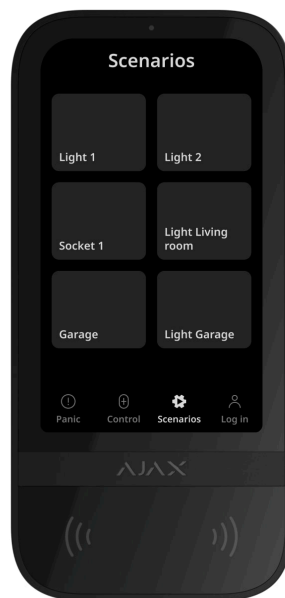 Scenarios
Light 1
Light 2
Socket 1
Light Living
room
Garage
Light Garage
Panic
Control
Scenarios
Log in
AJAX